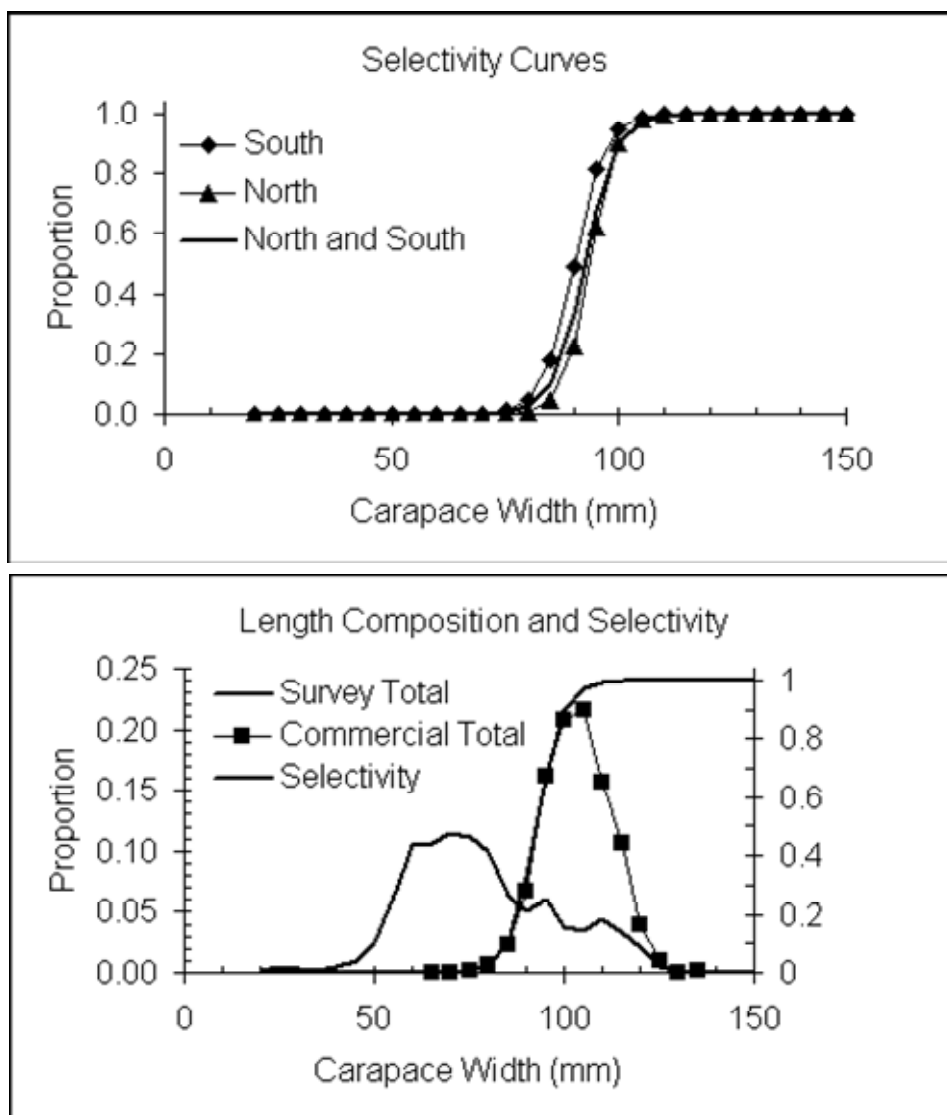 Selectivity Curves
1.0
0.8
0.6
0.4
0.2
0.0
Proportion
South
North
North and South
0 50 100 150
Carapace Width (mm)
Length Composition and Selectivity
0.25
0.20
0.15
0.10
0.05
0.00
Proportion
Survey Total
Commercial Total
Selectivity
1
0.8
0.6
0.4
0.2
0
0 50 100 150
Carapace Width (mm)